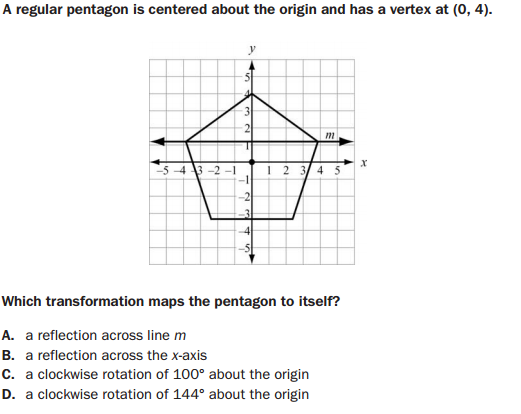 A regular pentagon is centered about the origin and has a vertex at (0, 4).
y
5
4
3
2
m
1
x
–5 –4 –3 –2 –1 1 2 3 4 5
–1
–2
–3
–4
–5
Which transformation maps the pentagon to itself?
A. a reflection across line m
B. a reflection across the x-axis
C. a clockwise rotation of 100° about the origin
D. a clockwise rotation of 144° about the origin